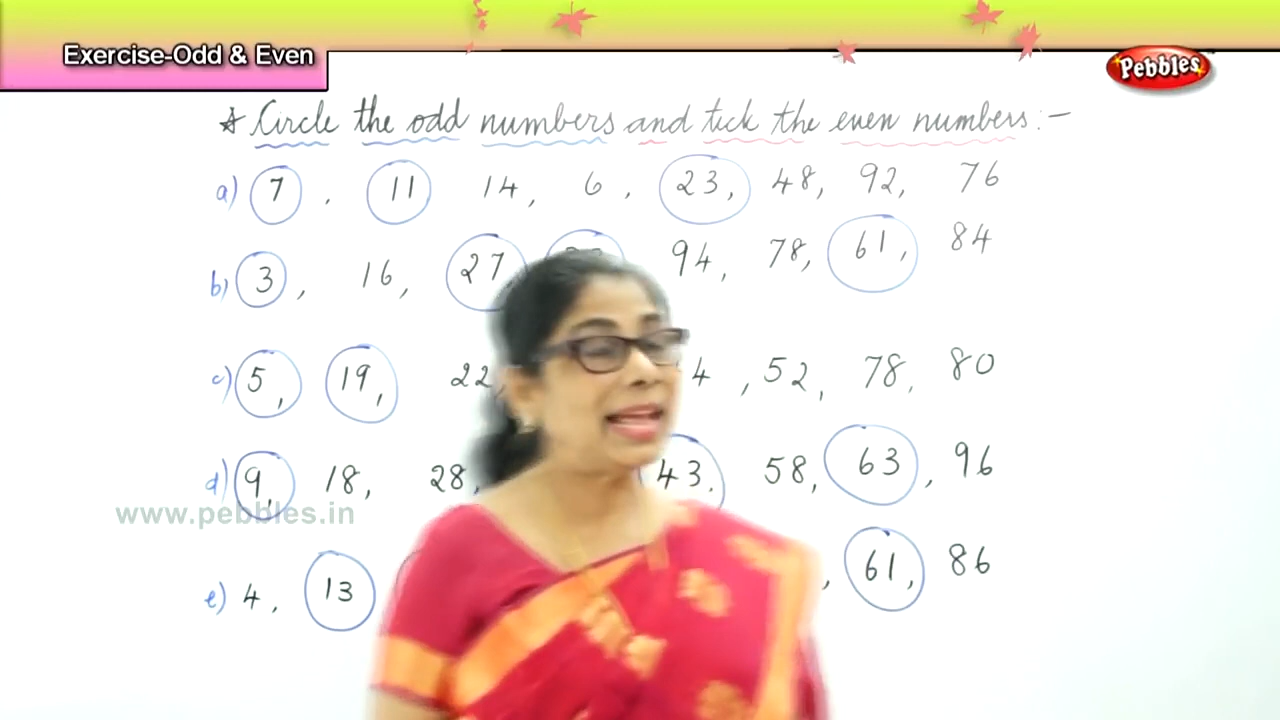 Exercise-Odd & Even
Pebbles
Circle the odd numbers and tick the even numbers:-
a) 7, 11 14, 6, 23, 48, 92, 76
b) 3, 16, 27 94, 78, 61, 84
c) 5, 19, 22, 4, 52, 78, 80
d) 9, 18, 28, 43, 58, 63, 96
www.pebbles.in
e) 4, 13 , 61, 86